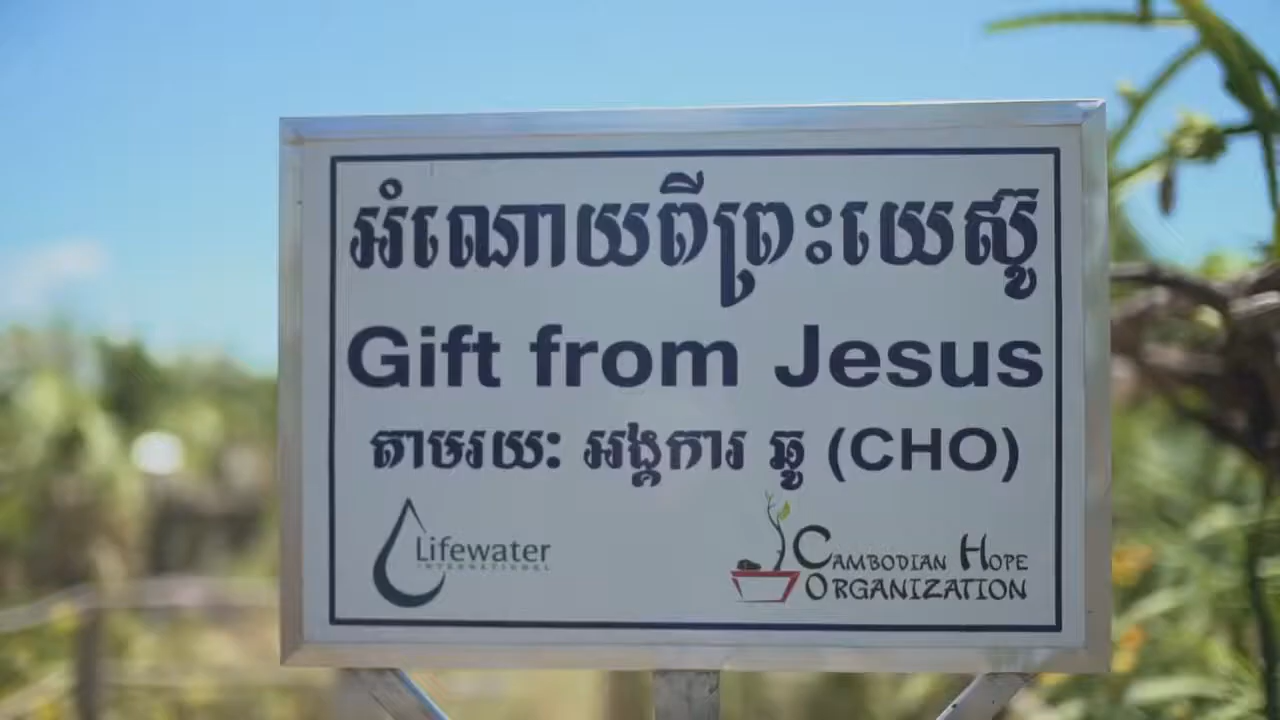 អំណោយពីព្រះយេស៊ូ
Gift from Jesus
តាមរយៈ អង្គការ ឆូ (CHO)
Lifewater
INTERNATIONAL
CAMBODIAN HOPE
ORGANIZATION